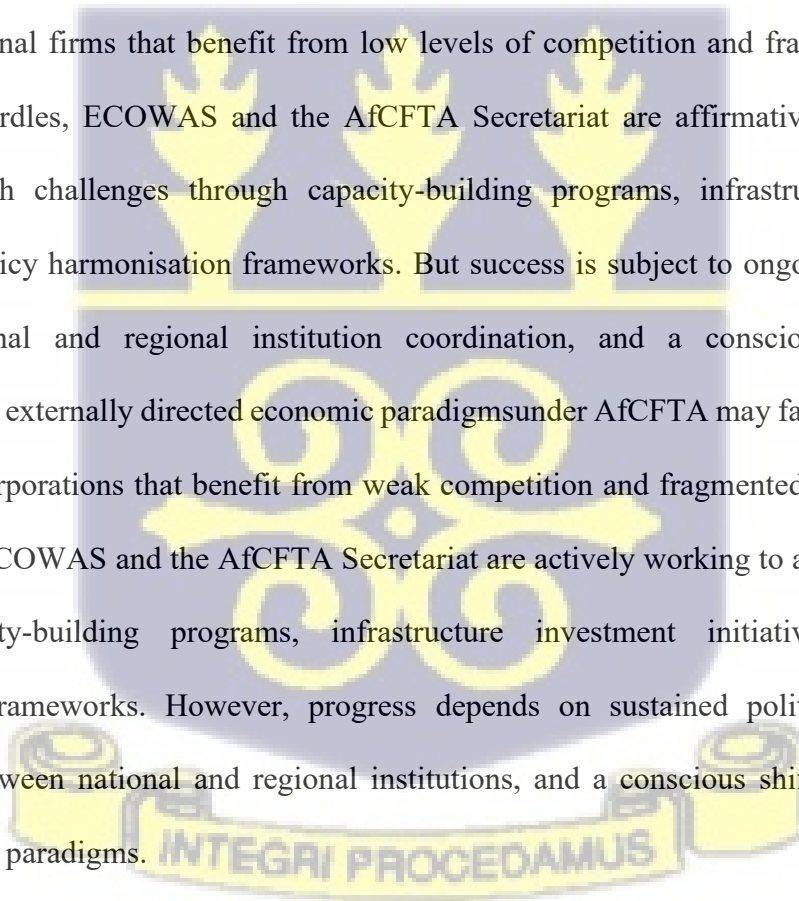 nal firms that benefit from low levels of competition and fra
rdles, ECOWAS and the AfCFTA Secretariat are affirmativ
h challenges through capacity-building programs, infrastru
icy harmonisation frameworks. But success is subject to ongo
nal and regional institution coordination, and a conscio
externally directed economic paradigmsunder AfCFTA may fa
rporations that benefit from weak competition and fragmented
COWAS and the AfCFTA Secretariat are actively working to a
ty-building programs, infrastructure investment initiativ
rameworks. However, progress depends on sustained polit
ween national and regional institutions, and a conscious shi
paradigms.
INTEGRI PROCEDAMUS